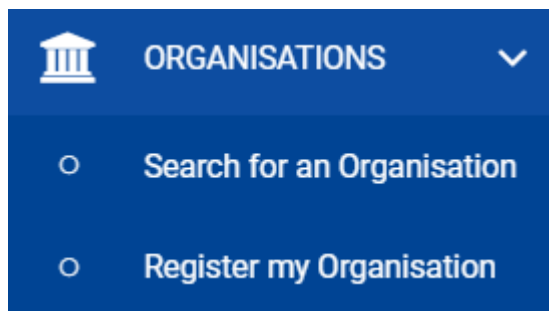 ORGANISATIONS
Search for an Organisation
Register my Organisation